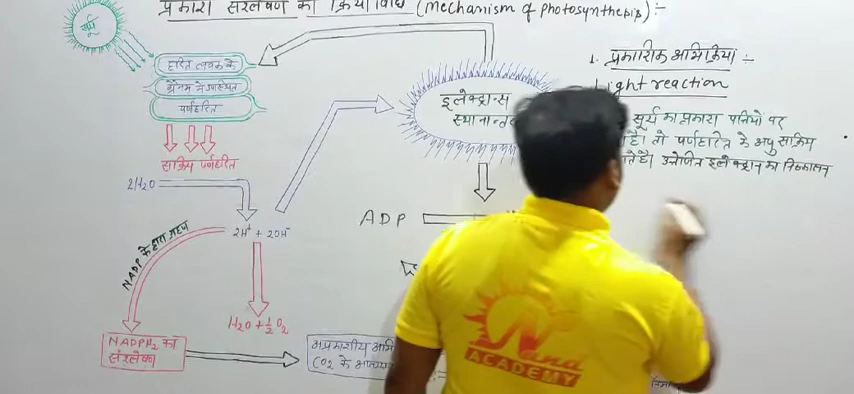 प्रकाश संश्लेषण की क्रियाविधि (Mechanism of photosynthesis) :-
सूर्य
हरित लवक के
ग्रेनम में उपस्थित
पर्णहरित
सक्रिय पर्णहरित
2H₂O
2H⁺ + 2OH⁻
NADP के द्वारा ग्रहण
H₂O + ½O₂
NADPH₂ का
संश्लेषण
अप्रकाशीय
CO₂ के
इलेक्ट्रान्स
ADP
1. प्रकाशिक अभिक्रिया :-
Light reaction
सूर्य का प्रकाश पत्तियों पर
है। तो पर्णहरित के अणु सक्रिय
उत्तेजित इलेक्ट्रान का निष्कासन
Nand
ACADEMY